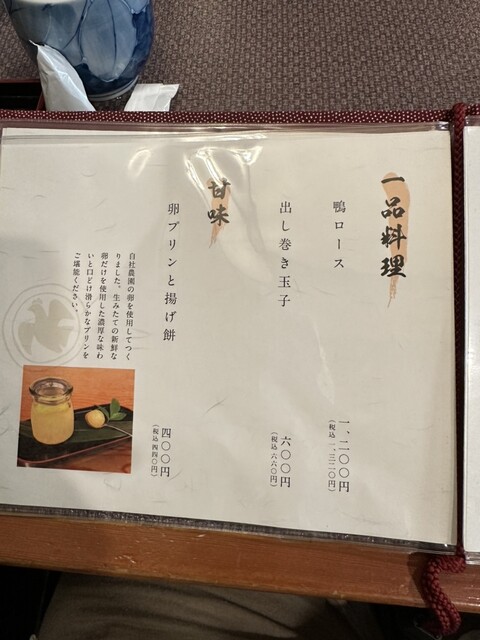 一品料理
鴨ロース
一、二〇〇円
(税込 一、三二〇円)
出し巻き玉子
六〇〇円
(税込 六六〇円)
甘味
卵プリンと揚げ餅
四〇〇円
(税込 四四〇円)
自社農園の卵を使用してつく
りました。生みたての新鮮な
卵だけを使用した濃厚な味わ
いと口どけ滑らかなプリンを
ご堪能ください。